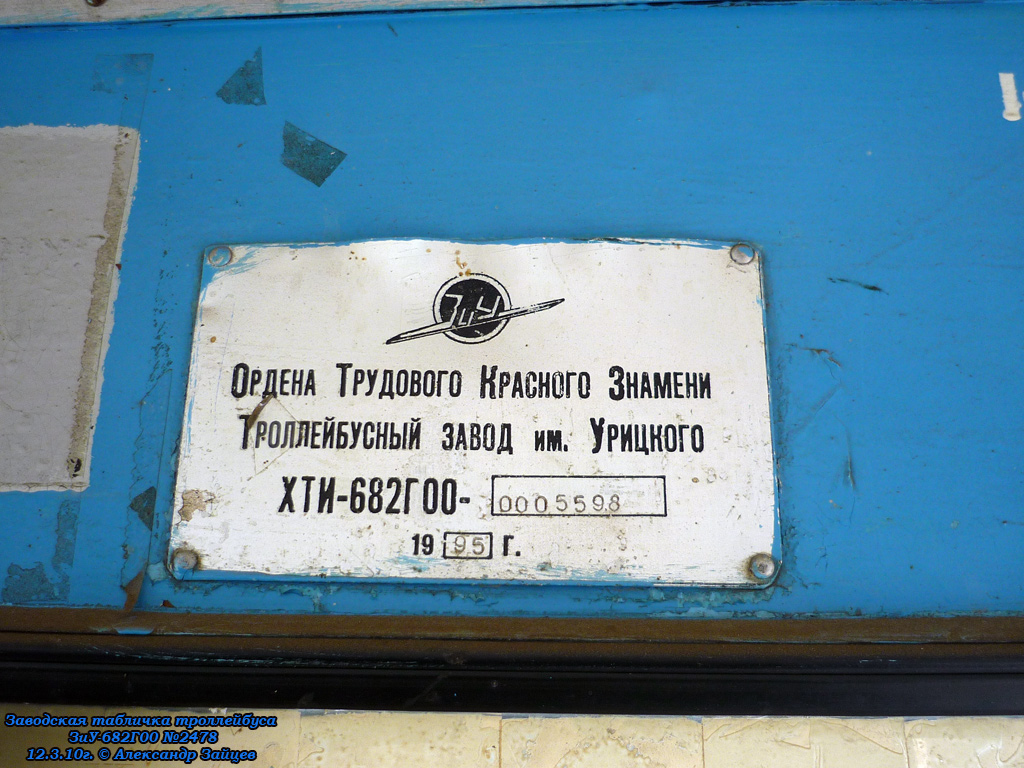 ЗиУ
Ордена Трудового Красного Знамени
Троллейбусный завод им. Урицкого
ХТИ-682Г00- 0005598
19 95 г.
Заводская табличка троллейбуса
ЗиУ-682Г00 №2478
12.3.10г. © Александр Зайцев